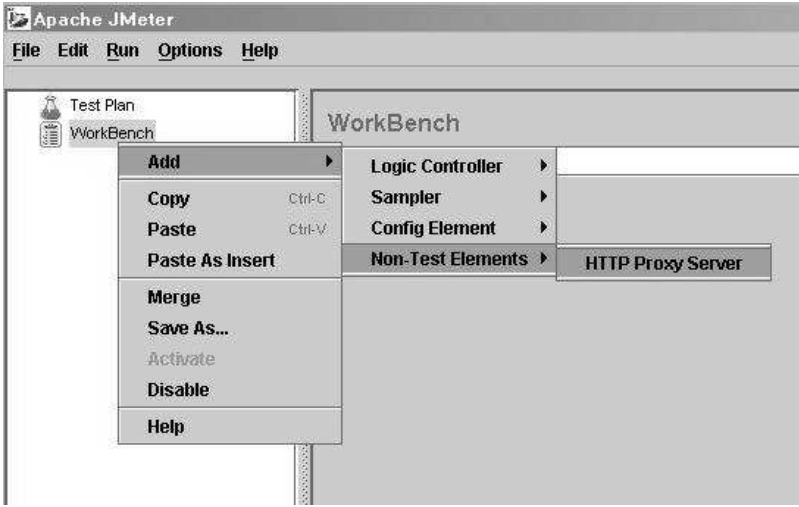 Apache JMeter
File Edit Run Options Help
Test Plan
WorkBench
WorkBench
Add
Copy Ctrl-C
Paste Ctrl-V
Paste As Insert
Merge
Save As...
Activate
Disable
Help
Logic Controller
Sampler
Config Element
Non-Test Elements
HTTP Proxy Server